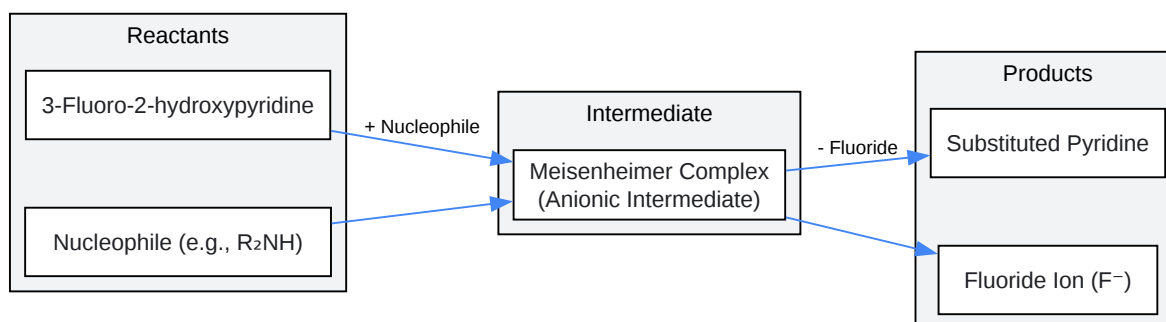 Reactants
3-Fluoro-2-hydroxypyridine
Nucleophile (e.g., R₂NH)
+ Nucleophile
Intermediate
Meisenheimer Complex
(Anionic Intermediate)
- Fluoride
Products
Substituted Pyridine
Fluoride Ion (F⁻)